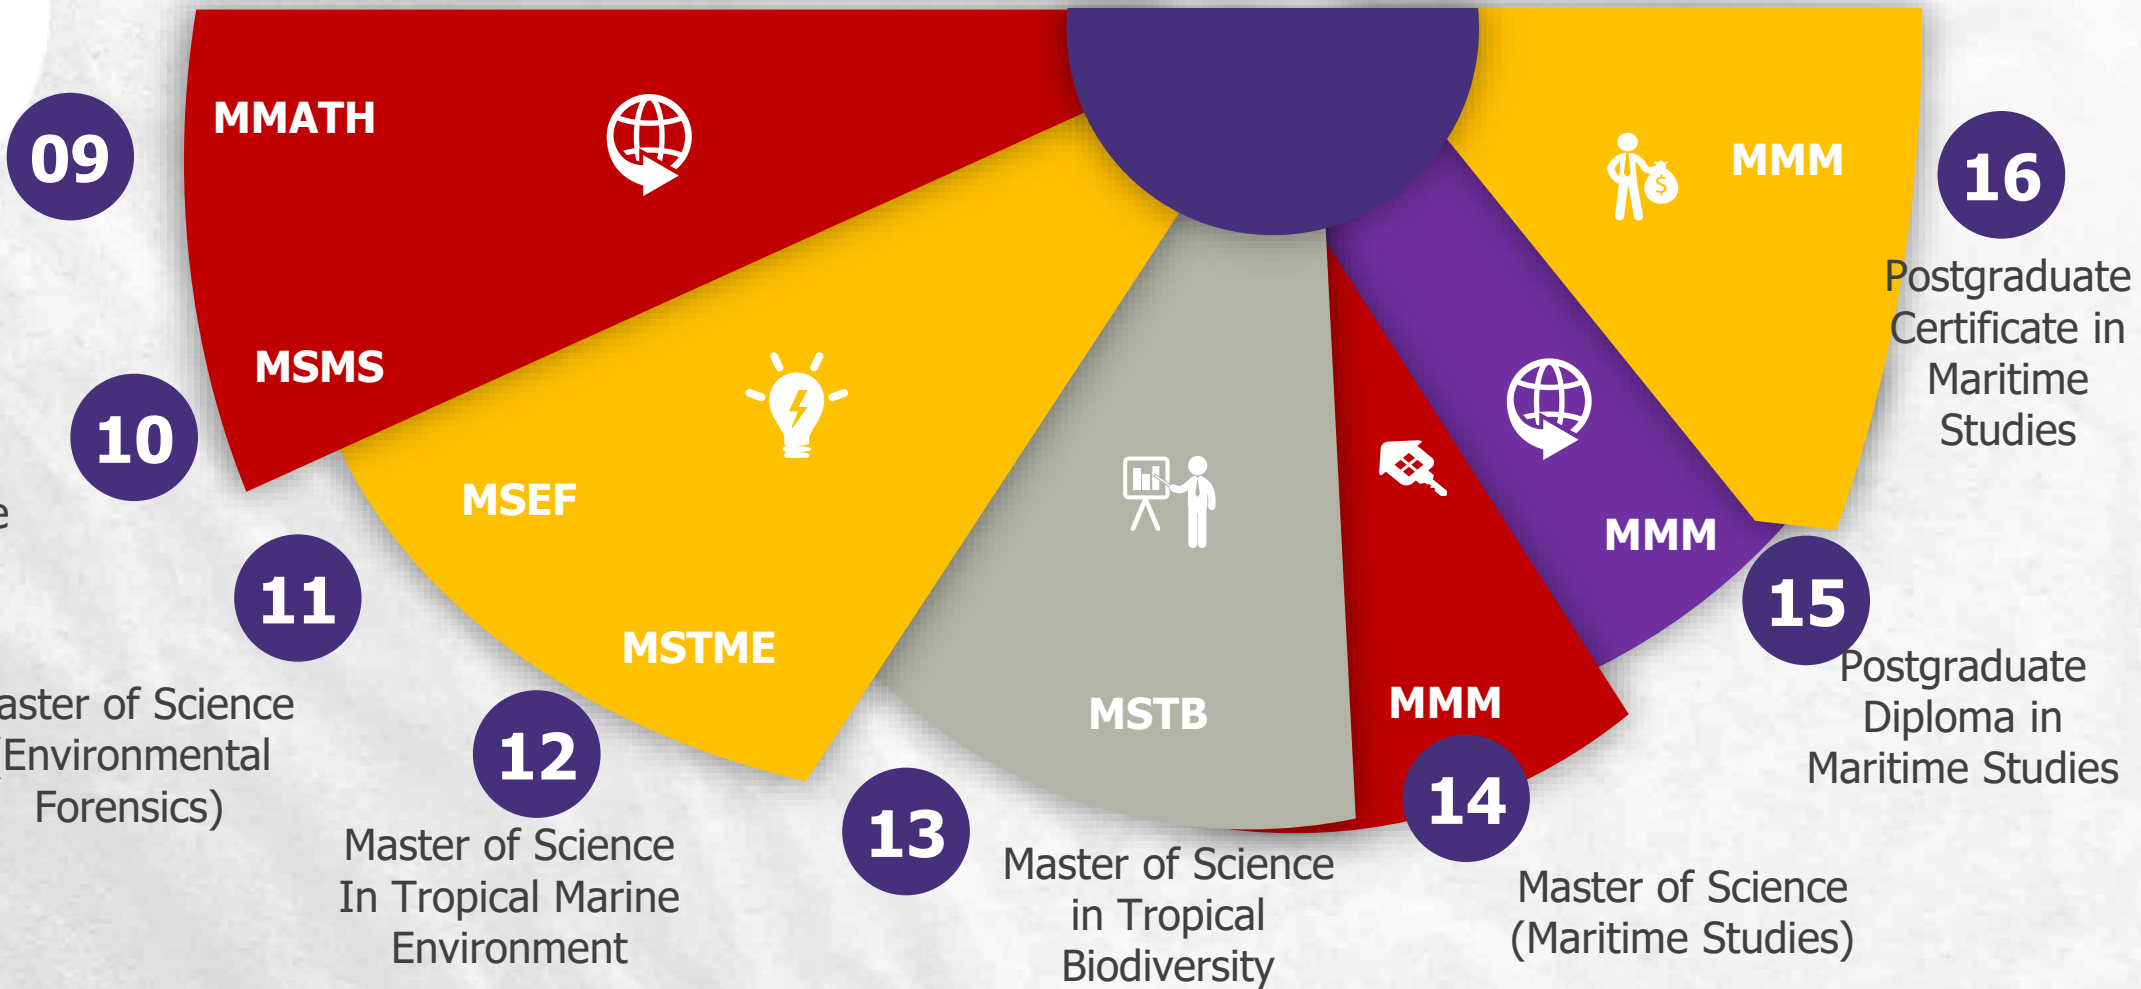 09
MMATH
MSMS
10
MSEF
11
aster of Science
(Environmental
Forensics)
MSTME
12
Master of Science
In Tropical Marine
Environment
MSTB
13
Master of Science
in Tropical
Biodiversity
MMM
14
Master of Science
(Maritime Studies)
MMM
15
Postgraduate
Diploma in
Maritime Studies
MMM
16
Postgraduate
Certificate in
Maritime
Studies
$